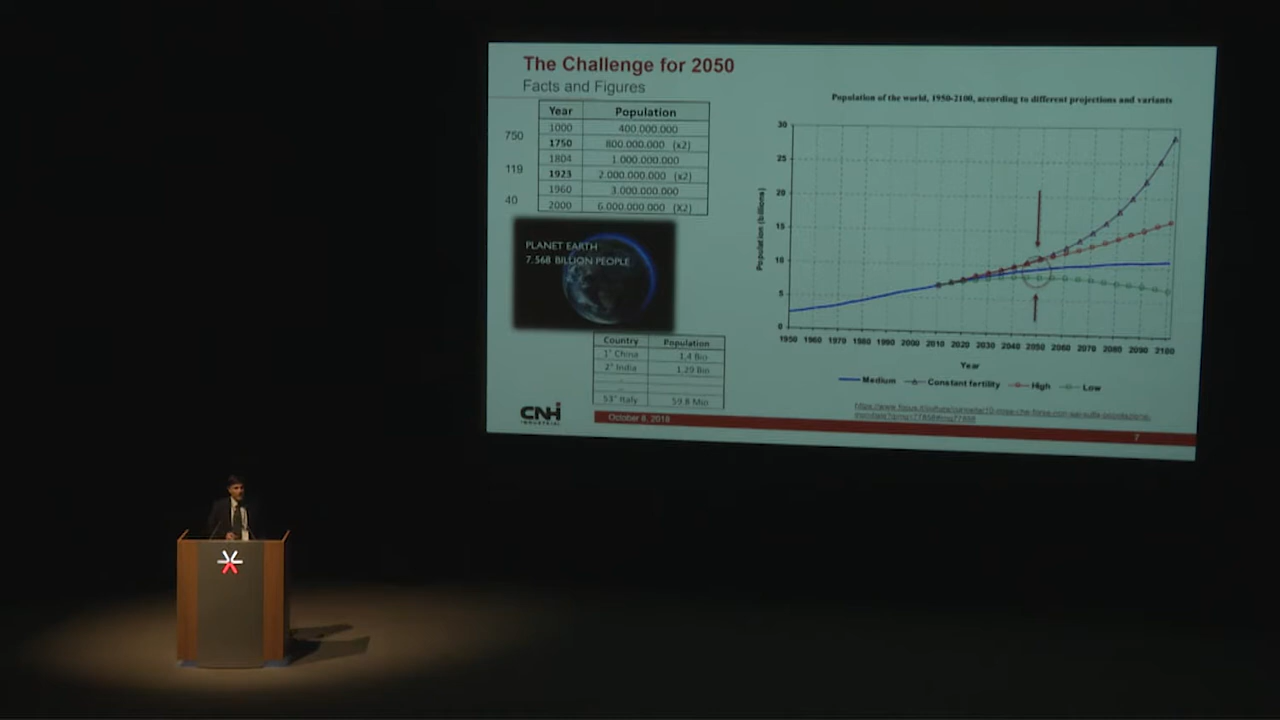 The Challenge for 2050
Facts and Figures
Year Population
1000 400.000.000
750
1750 800.000.000 (x2)
1804 1.000.000.000
119
1923 2.000.000.000 (x2)
1960 3.000.000.000
40
2000 6.000.000.000 (X2)
PLANET EARTH
7.568 BILLION PEOPLE
Country Population
1° China 1,4 Bio
2° India 1,29 Bio
53° Italy 59.8 Mio
Population of the world, 1950-2100, according to different projections and variants
30
25
20
15
10
5
0
Population (billions)
1950 1960 1970 1980 1990 2000 2010 2020 2030 2040 2050 2060 2070 2080 2090 2100
Year
Medium Constant fertility High Low
CNH
INDUSTRIAL
October 8, 2018
7